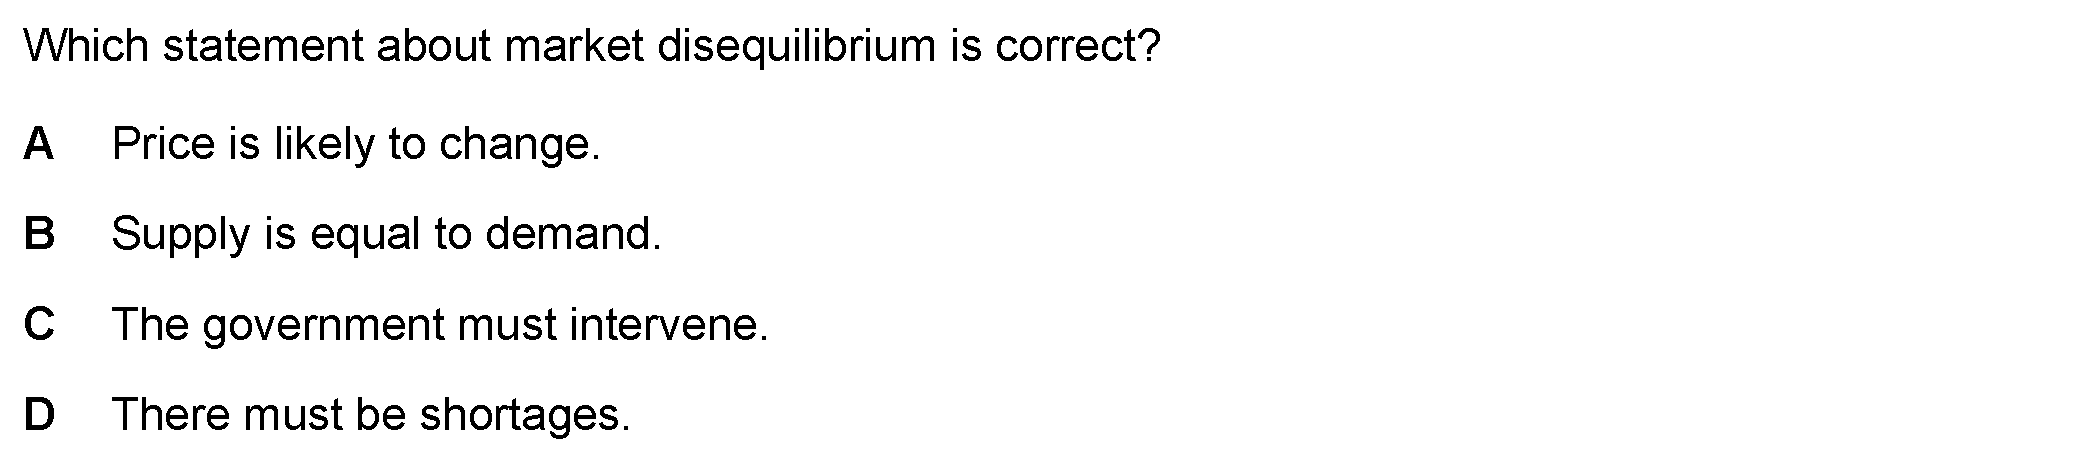 Which statement about market disequilibrium is correct?
A Price is likely to change.
B Supply is equal to demand.
C The government must intervene.
D There must be shortages.